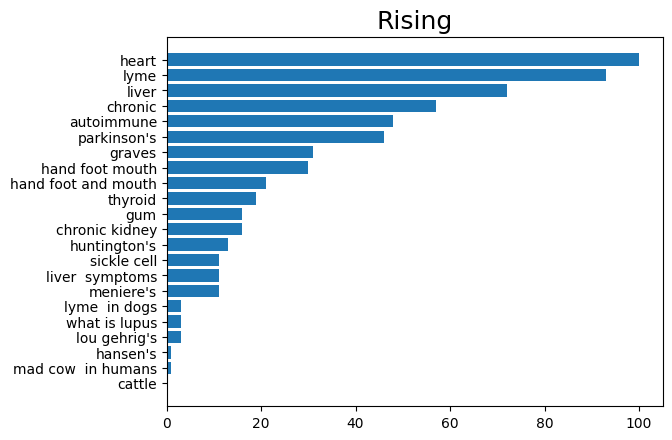 Rising
heart
lyme
liver
chronic
autoimmune
parkinson's
graves
hand foot mouth
hand foot and mouth
thyroid
gum
chronic kidney
huntington's
sickle cell
liver  symptoms
meniere's
lyme  in dogs
what is lupus
lou gehrig's
hansen's
mad cow  in humans
cattle
0 20 40 60 80 100